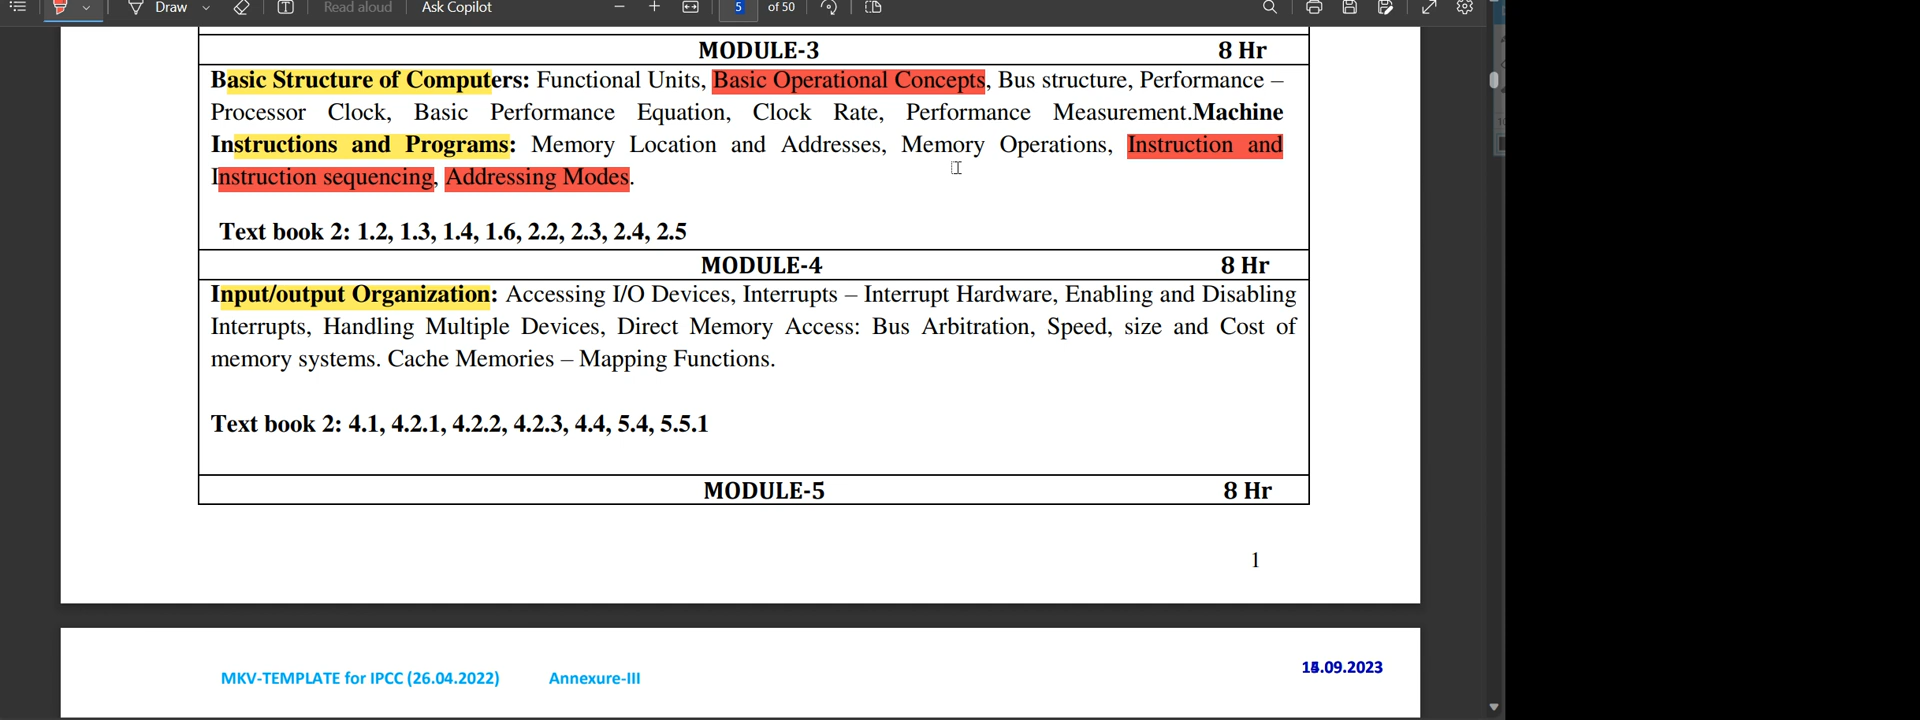 Draw Read aloud Ask Copilot 5 of 50
MODULE-3 8 Hr
Basic Structure of Computers: Functional Units, Basic Operational Concepts, Bus structure, Performance –
Processor Clock, Basic Performance Equation, Clock Rate, Performance Measurement.Machine
Instructions and Programs: Memory Location and Addresses, Memory Operations, Instruction and
Instruction sequencing, Addressing Modes.
Text book 2: 1.2, 1.3, 1.4, 1.6, 2.2, 2.3, 2.4, 2.5
MODULE-4 8 Hr
Input/output Organization: Accessing I/O Devices, Interrupts – Interrupt Hardware, Enabling and Disabling
Interrupts, Handling Multiple Devices, Direct Memory Access: Bus Arbitration, Speed, size and Cost of
memory systems. Cache Memories – Mapping Functions.
Text book 2: 4.1, 4.2.1, 4.2.2, 4.2.3, 4.4, 5.4, 5.5.1
MODULE-5 8 Hr
1
MKV-TEMPLATE for IPCC (26.04.2022) Annexure-III